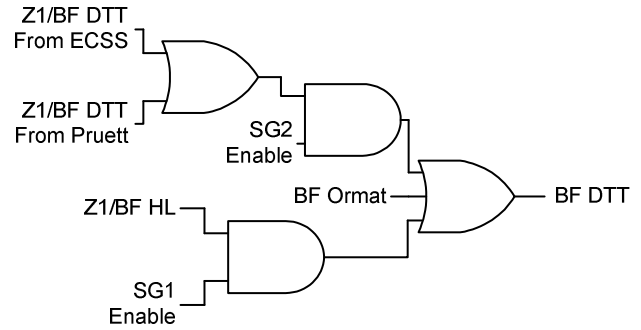 Z1/BF DTT
From ECSS
Z1/BF DTT
From Pruett
SG2
Enable
BF Ormat
BF DTT
Z1/BF HL
SG1
Enable